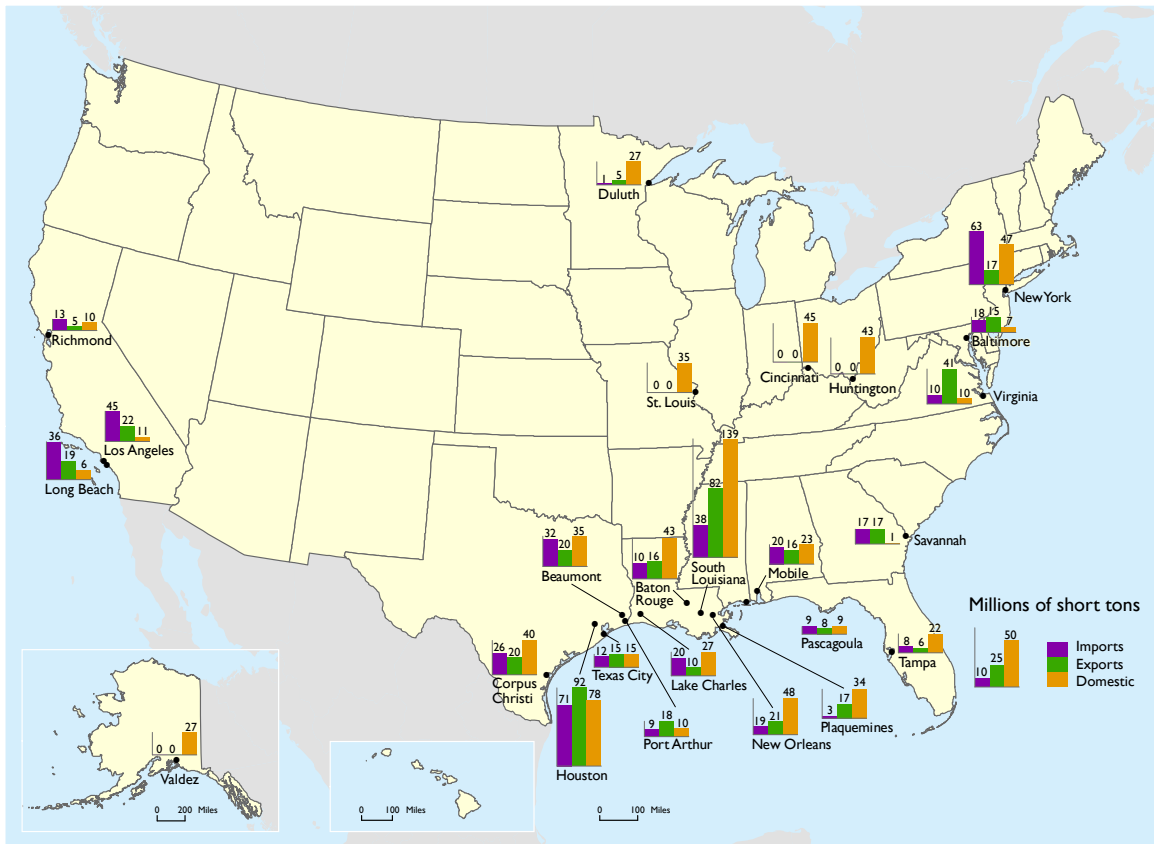 27
1
5
Duluth
63
17
47
New York
13
5
10
Richmond
18
15
7
Baltimore
45
0
0
Cincinnati
43
0
0
Huntington
35
0
0
St. Louis
41
10
10
Virginia
45
22
11
Los Angeles
36
19
6
Long Beach
139
82
38
South
Louisiana
32
20
35
Beaumont
43
10
16
Baton
Rouge
20
16
23
Mobile
17
17
1
Savannah
Millions of short tons
50
25
10
Imports
Exports
Domestic
9
8
9
Pascagoula
22
8
6
Tampa
40
26
20
Corpus
Christi
12
15
15
Texas City
20
10
27
Lake Charles
92
71
78
Houston
9
18
10
Port Arthur
48
19
21
New Orleans
34
17
3
Plaquemines
27
0
0
Valdez
0 200 Miles
0 100 Miles
0 100 Miles